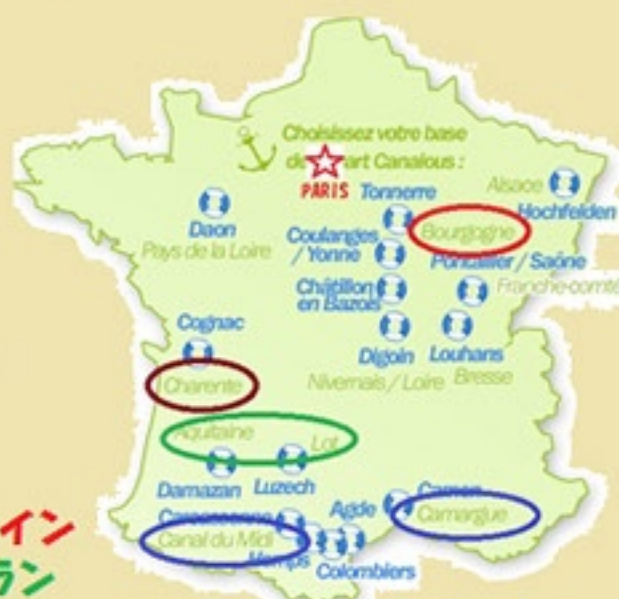 Choisissez votre base
de départ Canalous :
PARIS
Tonnerre
Alsace
Hochfelden
Daon
Pays de la Loire
Bourgogne
Coulanges
/ Yonne
Pontailler / Saône
Franche-comté
Châtillon
en Bazois
Cognac
Digoin
Louhans
Charente
Nivernais / Loire
Bresse
Aquitaine
Lot
Damazan
Luzech
Agde
Camargue
Carcassonne
Canal du Midi
Homps
Colombiers
イン
ラン